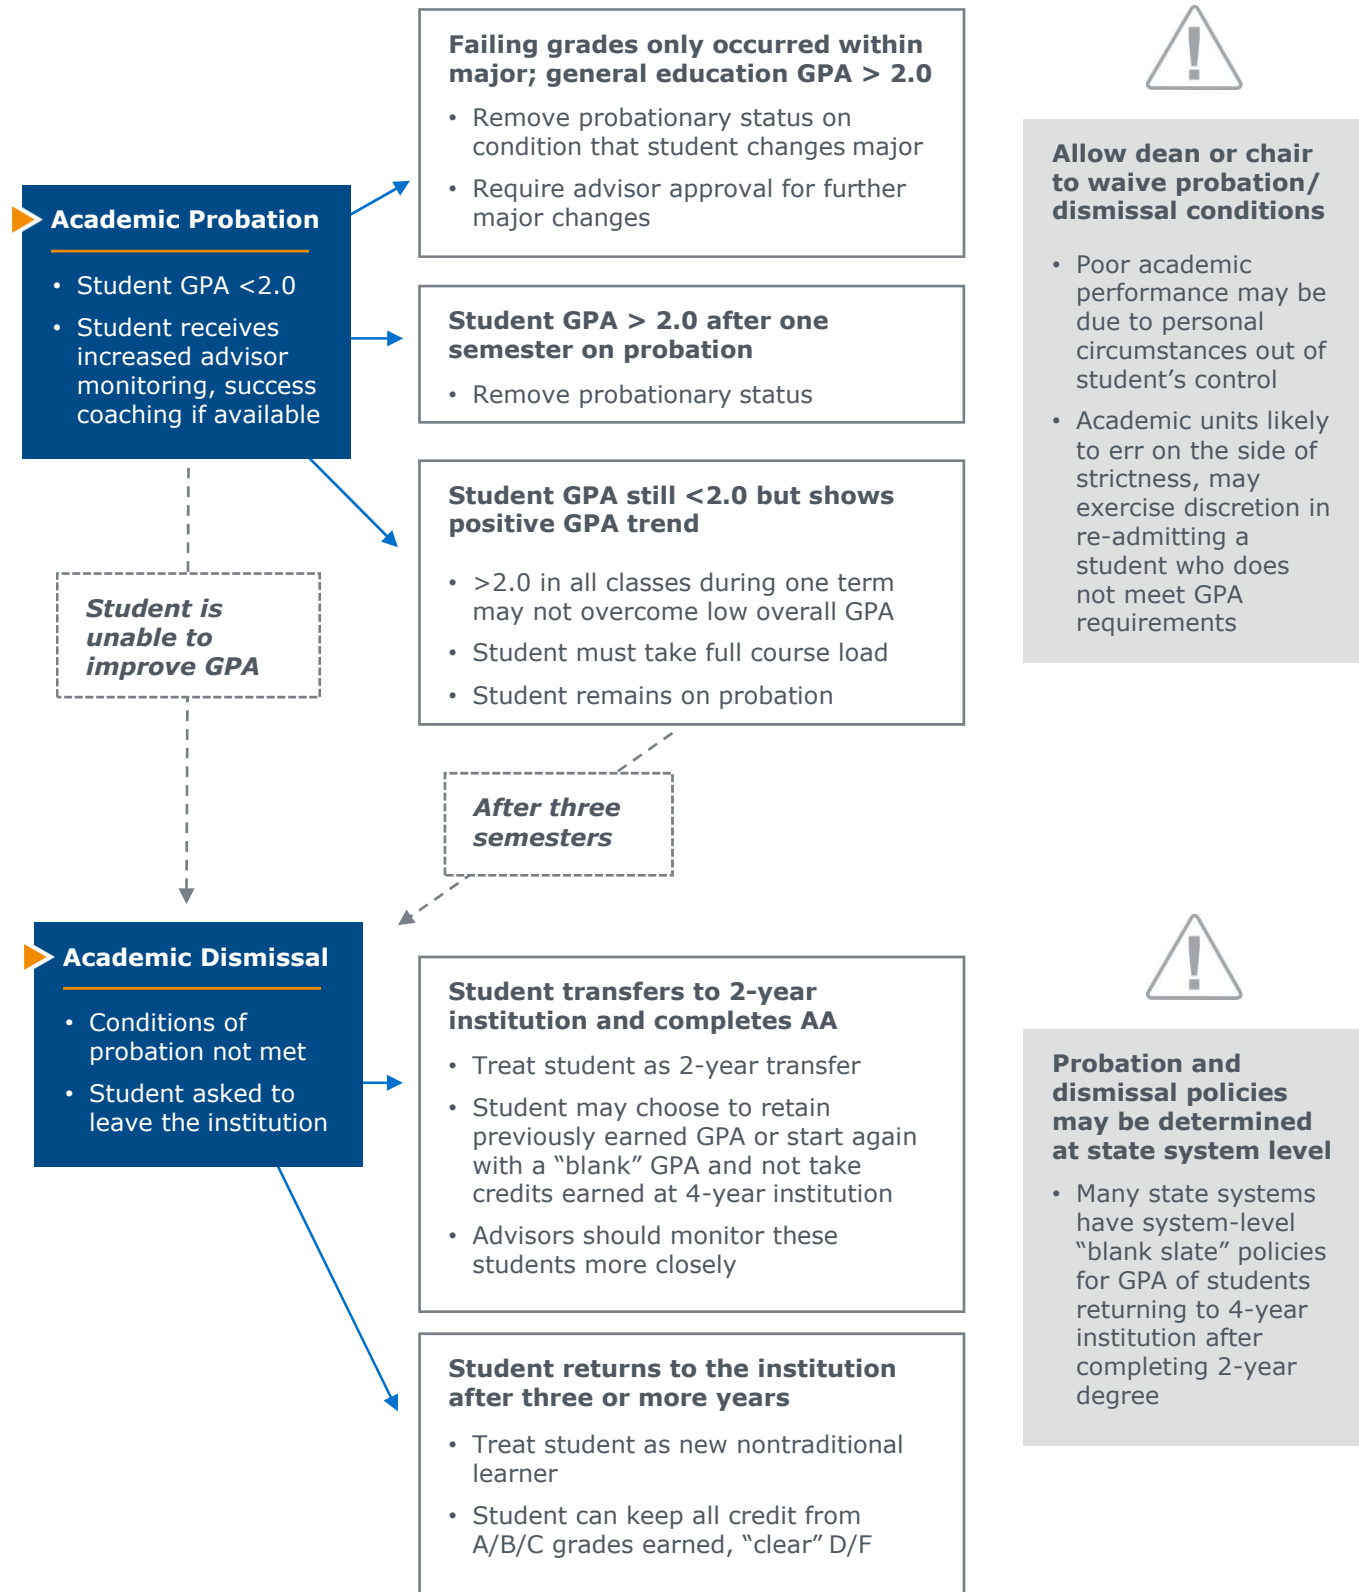 Academic Probation
• Student GPA <2.0
• Student receives
increased advisor
monitoring, success
coaching if available
Failing grades only occurred within
major; general education GPA > 2.0
• Remove probationary status on
condition that student changes major
• Require advisor approval for further
major changes
Student GPA > 2.0 after one
semester on probation
• Remove probationary status
Student GPA still <2.0 but shows
positive GPA trend
• >2.0 in all classes during one term
may not overcome low overall GPA
• Student must take full course load
• Student remains on probation
Allow dean or chair
to waive probation/
dismissal conditions
• Poor academic
performance may be
due to personal
circumstances out of
student’s control
• Academic units likely
to err on the side of
strictness, may
exercise discretion in
re-admitting a
student who does
not meet GPA
requirements
Student is
unable to
improve GPA
After three
semesters
Academic Dismissal
• Conditions of
probation not met
• Student asked to
leave the institution
Student transfers to 2-year
institution and completes AA
• Treat student as 2-year transfer
• Student may choose to retain
previously earned GPA or start again
with a “blank” GPA and not take
credits earned at 4-year institution
• Advisors should monitor these
students more closely
Student returns to the institution
after three or more years
• Treat student as new nontraditional
learner
• Student can keep all credit from
A/B/C grades earned, “clear” D/F
Probation and
dismissal policies
may be determined
at state system level
• Many state systems
have system-level
“blank slate” policies
for GPA of students
returning to 4-year
institution after
completing 2-year
degree